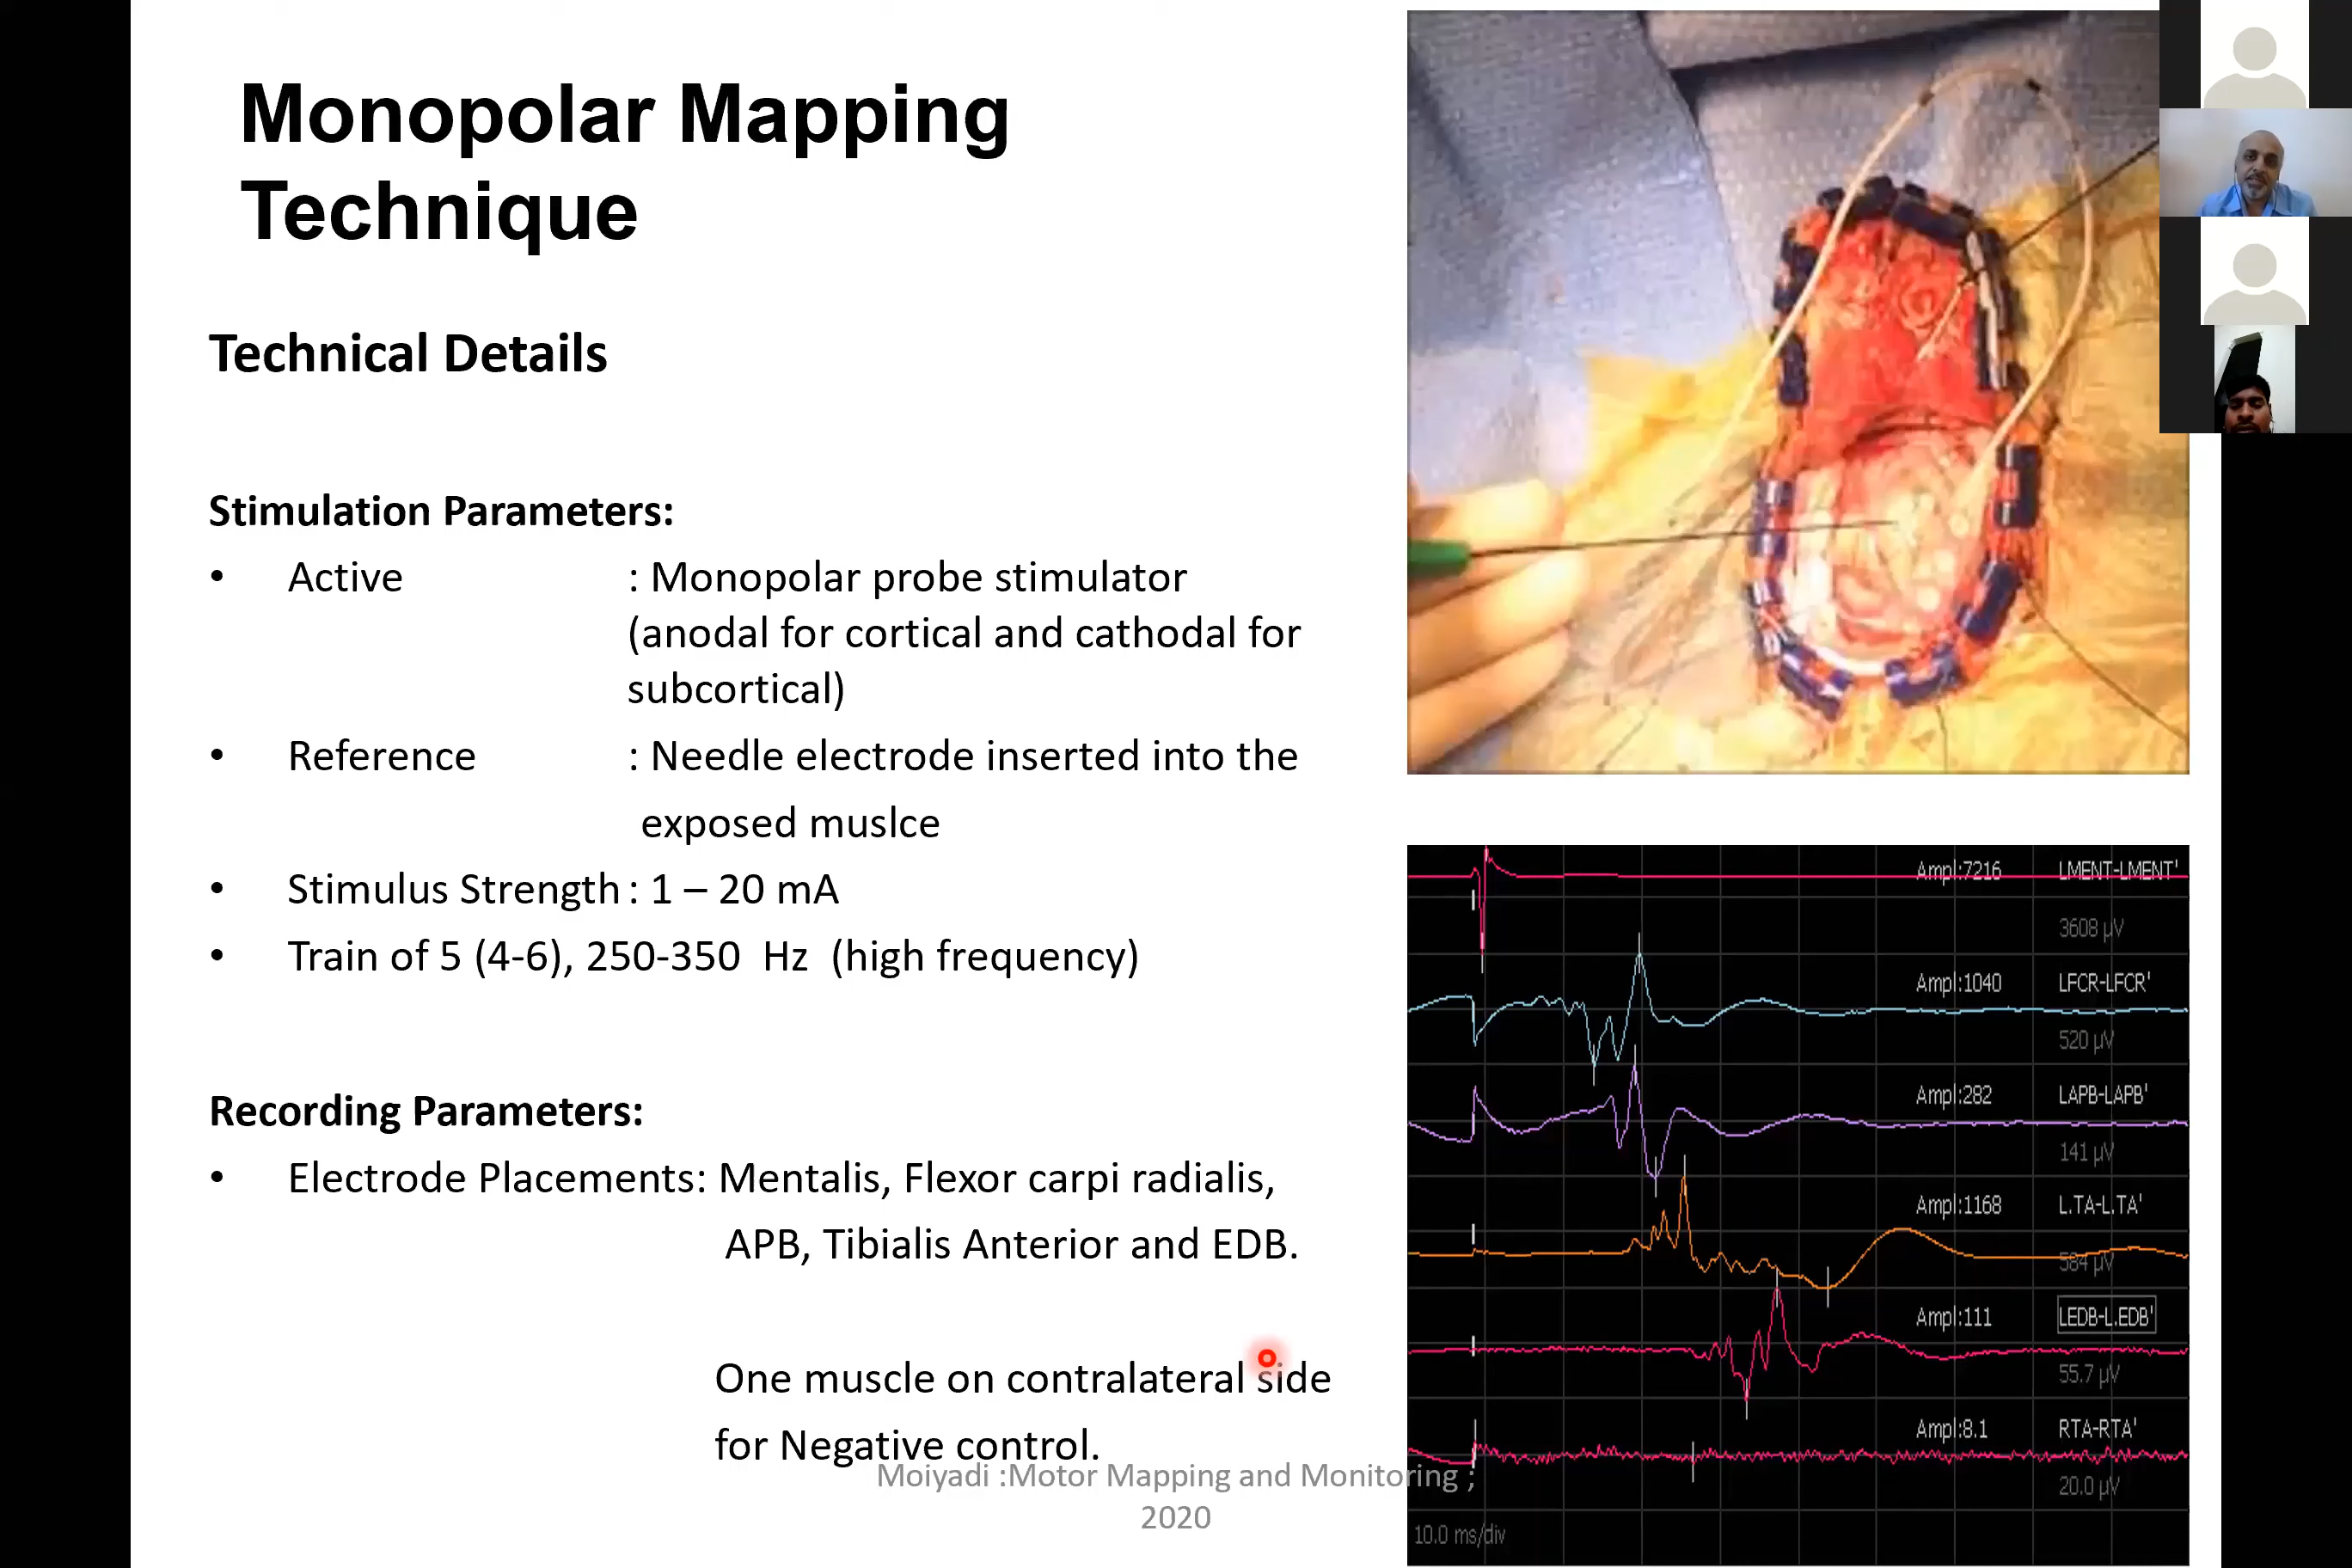 Monopolar Mapping
Technique
Technical Details
Stimulation Parameters:
• Active : Monopolar probe stimulator
(anodal for cortical and cathodal for
subcortical)
• Reference : Needle electrode inserted into the
exposed muslce
• Stimulus Strength : 1 – 20 mA
• Train of 5 (4-6), 250-350 Hz (high frequency)
Recording Parameters:
• Electrode Placements: Mentalis, Flexor carpi radialis,
APB, Tibialis Anterior and EDB.
One muscle on contralateral side
for Negative control.
Moiyadi :Motor Mapping and Monitoring ;
2020
Ampl:7216 LMENT-LMENT'
3608 µV
Ampl:1040 LFCR-LFCR'
520 µV
Ampl:282 LAPB-LAPB'
141 µV
Ampl:1168 L.TA-L.TA'
584 µV
Ampl:111 LEDB-L.EDB'
55.7 µV
Ampl:8.1 RTA-RTA'
20.0 µV
10.0 ms/div